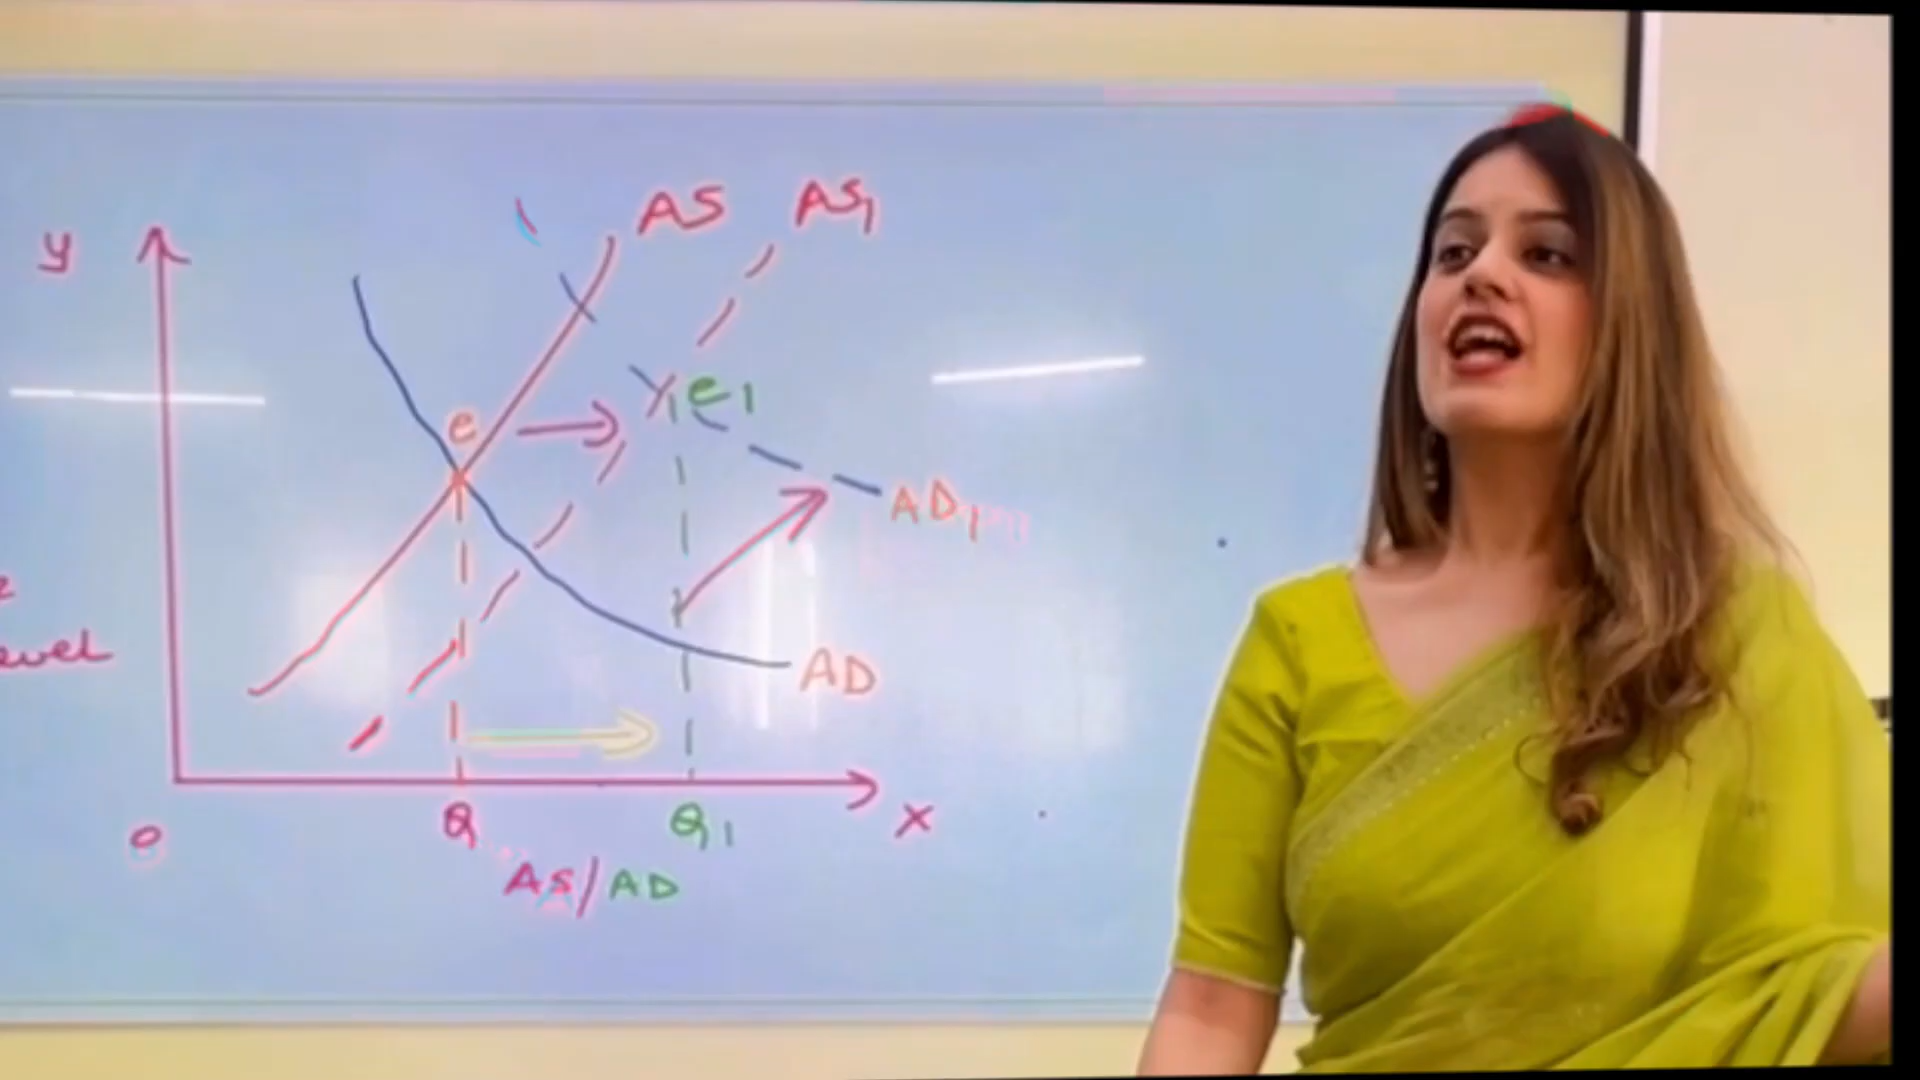 AS AS1
y
e e1
AD1
evel
AD
o Q Q1 x
AS/AD